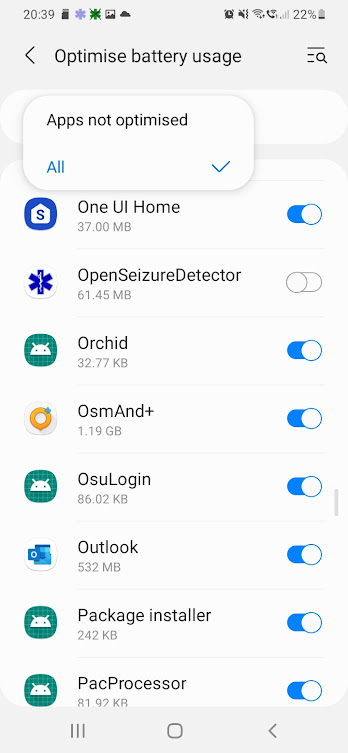 20:39 22%
Optimise battery usage
Apps not optimised
All
One UI Home
37.00 MB
OpenSeizureDetector
61.45 MB
Orchid
32.77 KB
OsmAnd+
1.19 GB
OsuLogin
86.02 KB
Outlook
532 MB
Package installer
242 KB
PacProcessor
81.92 KB